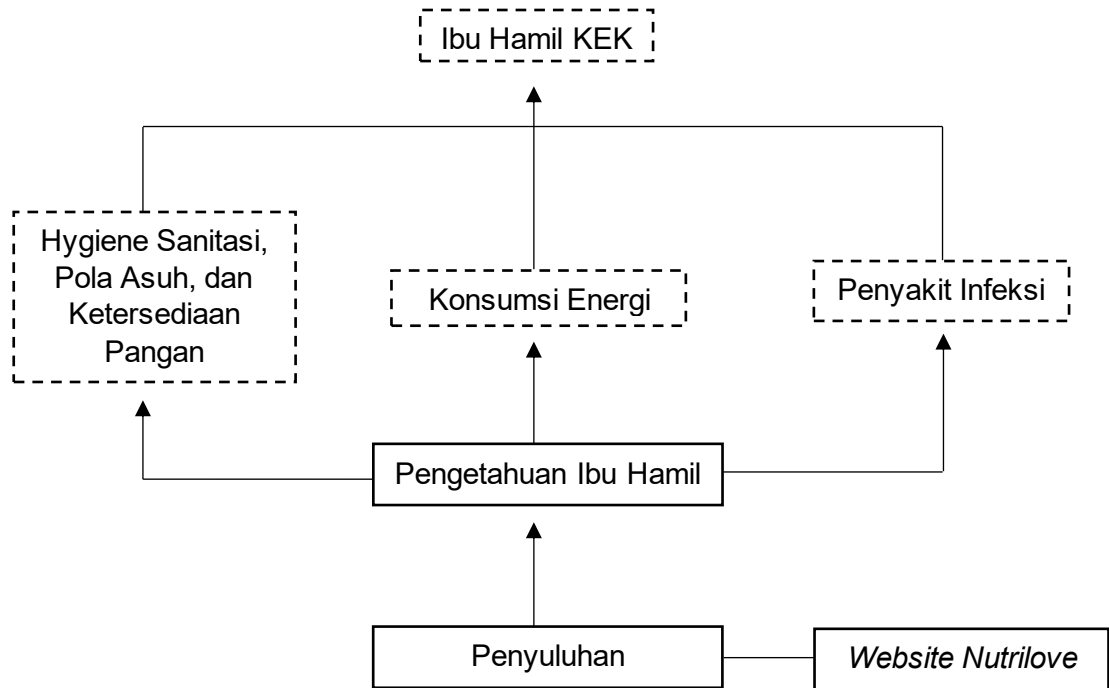 Ibu Hamil KEK
Hygiene Sanitasi,
Pola Asuh, dan
Ketersediaan
Pangan
Konsumsi Energi
Penyakit Infeksi
Pengetahuan Ibu Hamil
Penyuluhan
Website Nutrilove